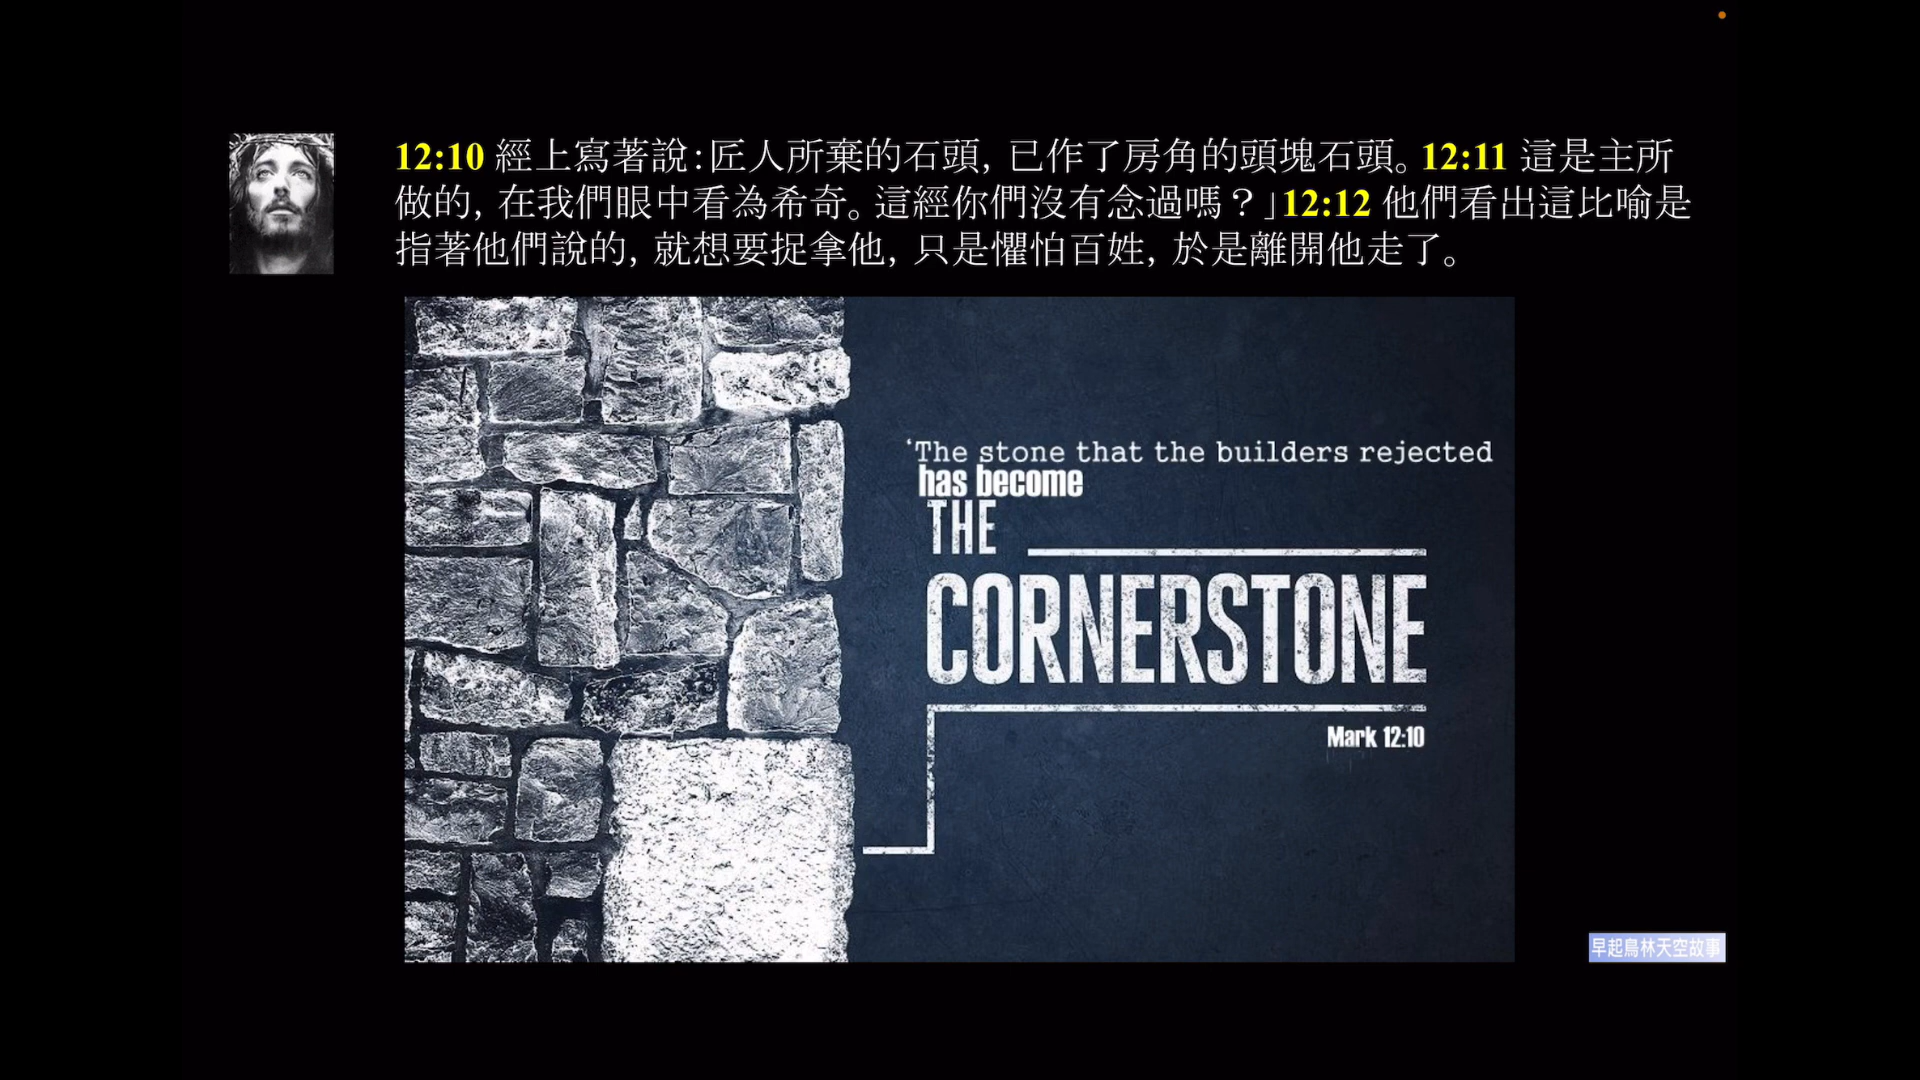 12:10 經上寫著說:匠人所棄的石頭, 已作了房角的頭塊石頭。12:11 這是主所
做的, 在我們眼中看為希奇。這經你們沒有念過嗎？」12:12 他們看出這比喻是
指著他們說的, 就想要捉拿他, 只是懼怕百姓, 於是離開他走了。
‘The stone that the builders rejected
has become
THE
CORNERSTONE
Mark 12:10
早起鳥林天空故事